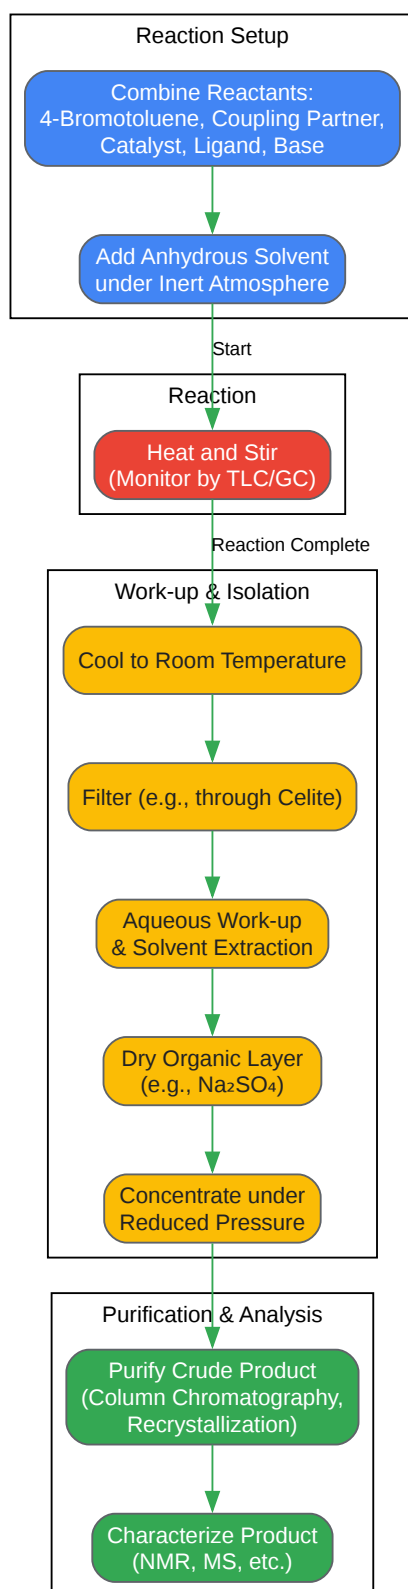 Reaction Setup
Combine Reactants:
4-Bromotoluene, Coupling Partner,
Catalyst, Ligand, Base
Add Anhydrous Solvent
under Inert Atmosphere
Start
Reaction
Heat and Stir
(Monitor by TLC/GC)
Reaction Complete
Work-up & Isolation
Cool to Room Temperature
Filter (e.g., through Celite)
Aqueous Work-up
& Solvent Extraction
Dry Organic Layer
(e.g., Na₂SO₄)
Concentrate under
Reduced Pressure
Purification & Analysis
Purify Crude Product
(Column Chromatography,
Recrystallization)
Characterize Product
(NMR, MS, etc.)